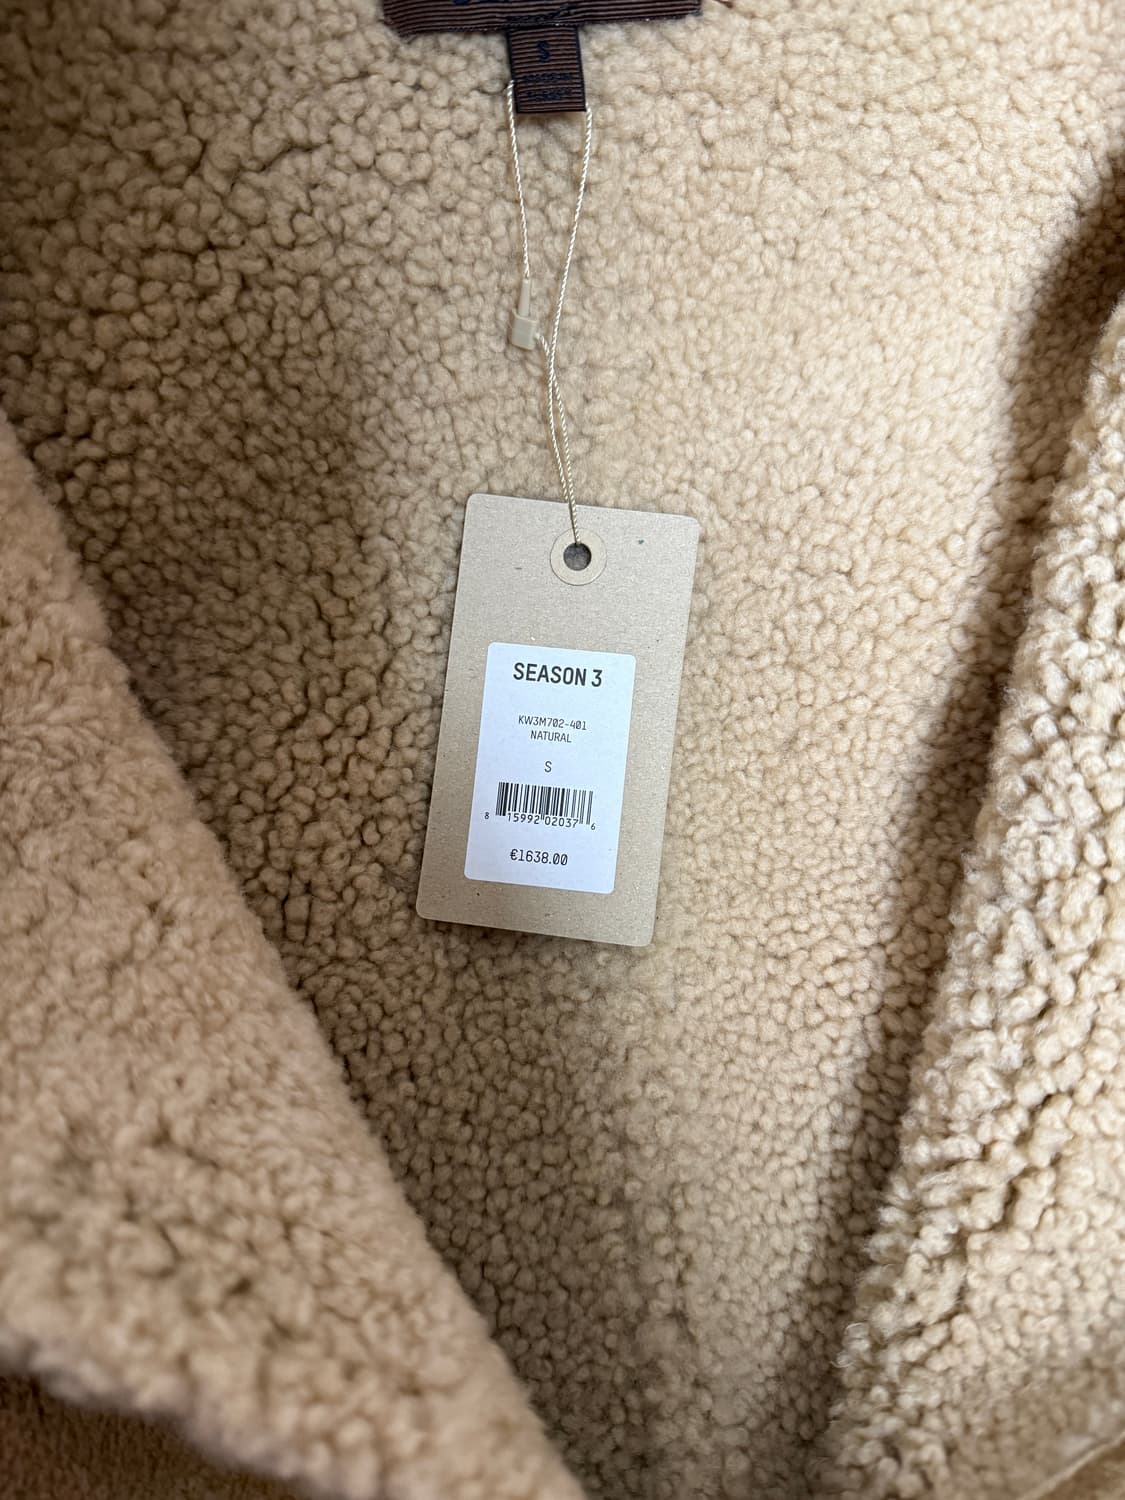 S
SEASON 3
KW3M702-401
NATURAL
S
8 15992 02037 6
€1638.00